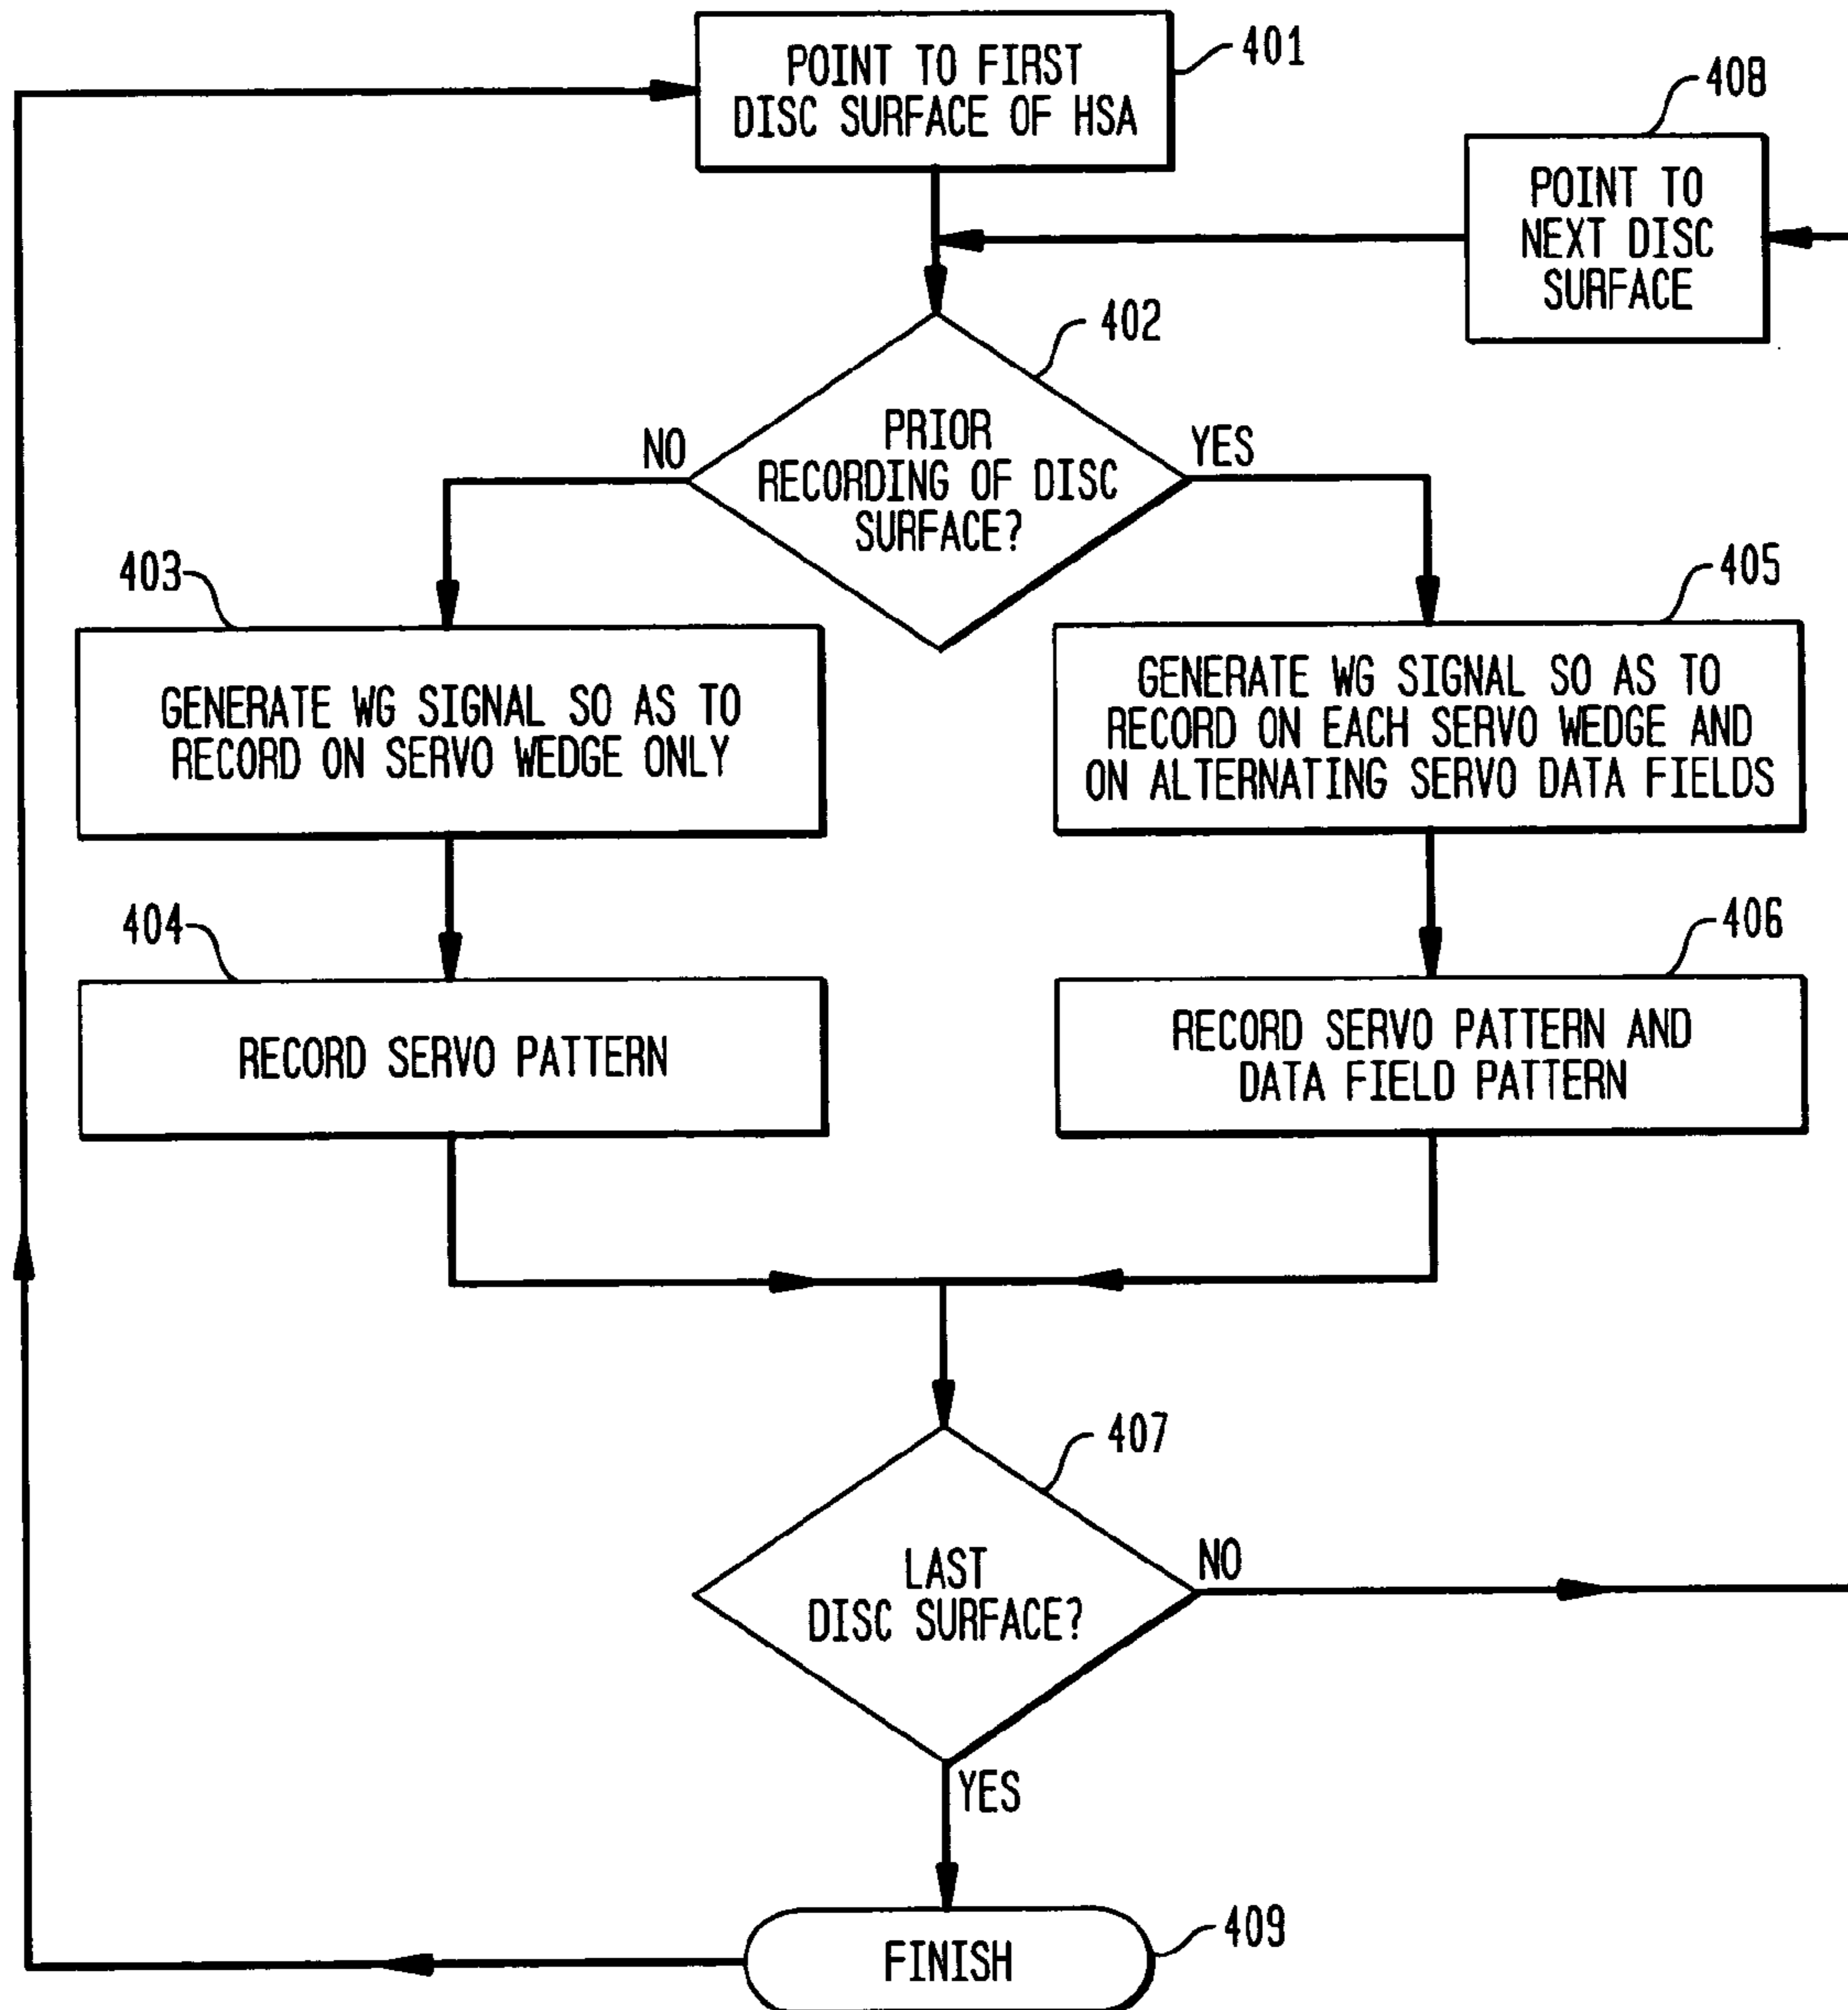 POINT TO FIRST
DISC SURFACE OF HSA
401
408
POINT TO
NEXT DISC
SURFACE
402
PRIOR
RECORDING OF DISC
SURFACE?
NO
YES
403
GENERATE WG SIGNAL SO AS TO
RECORD ON SERVO WEDGE ONLY
405
GENERATE WG SIGNAL SO AS TO
RECORD ON EACH SERVO WEDGE AND
ON ALTERNATING SERVO DATA FIELDS
404
RECORD SERVO PATTERN
406
RECORD SERVO PATTERN AND
DATA FIELD PATTERN
407
LAST
DISC SURFACE?
NO
YES
FINISH
409